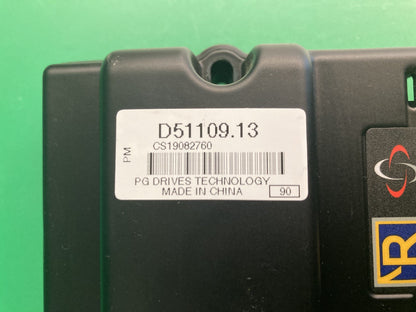 D51109.13
PM
CS19082760
PG DRIVES TECHNOLOGY
MADE IN CHINA
90
R